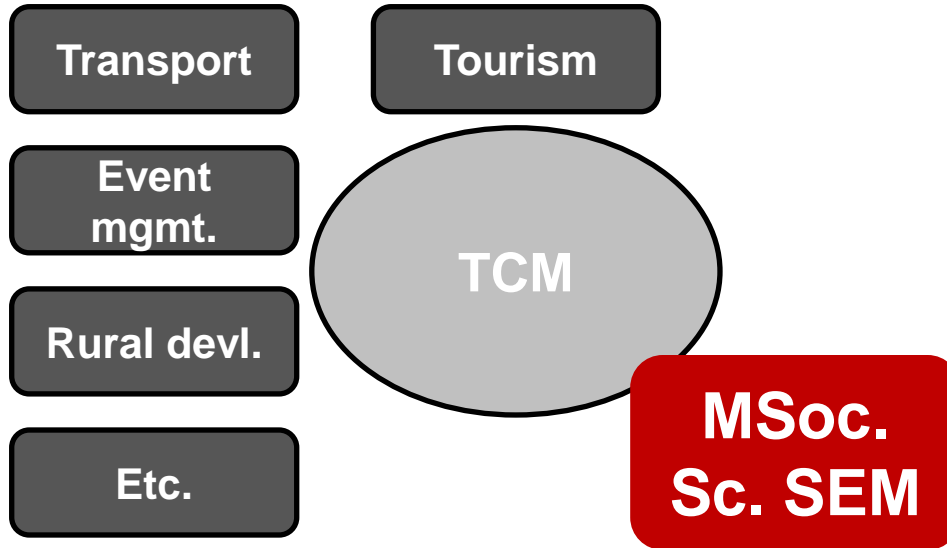 Transport
Tourism
Event
mgmt.
TCM
Rural devl.
MSoc.
Sc. SEM
Etc.